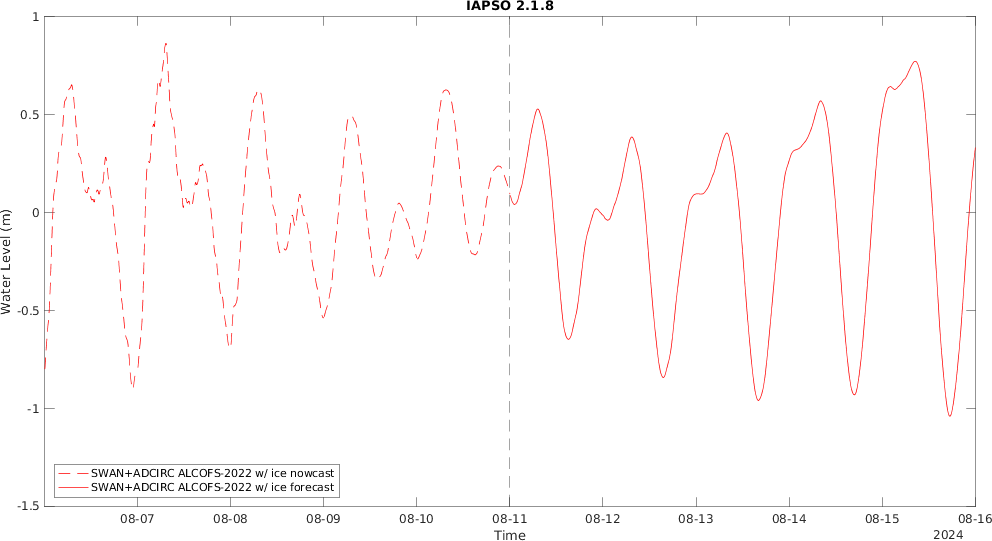 IAPSO 2.1.8
1
0.5
0
-0.5
-1
-1.5
Water Level (m)
SWAN+ADCIRC ALCOFS-2022 w/ ice nowcast
SWAN+ADCIRC ALCOFS-2022 w/ ice forecast
08-07 08-08 08-09 08-10 08-11 08-12 08-13 08-14 08-15 08-16
Time
2024